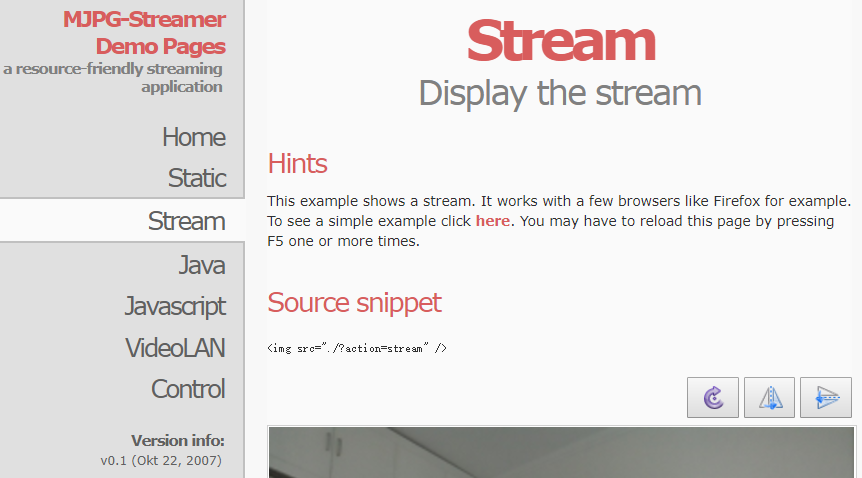 MJPG-Streamer
Demo Pages
a resource-friendly streaming
application
Home
Static
Stream
Java
Javascript
VideoLAN
Control
Version info:
v0.1 (Okt 22, 2007)
Stream
Display the stream
Hints
This example shows a stream. It works with a few browsers like Firefox for example.
To see a simple example click here. You may have to reload this page by pressing
F5 one or more times.
Source snippet
<img src="./?action=stream" />